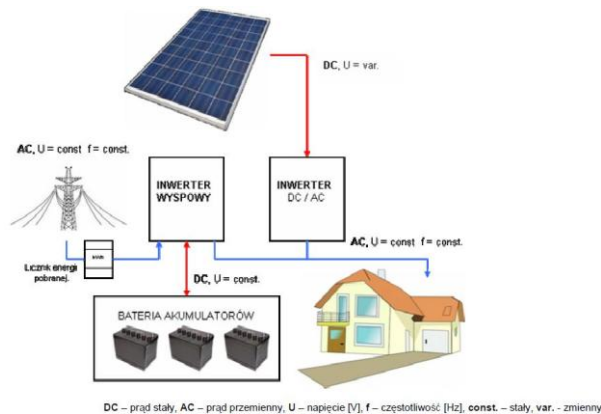 DC, U = var.
AC, U = const f = const.
INWERTER
WYSPOWY
INWERTER
DC / AC
AC, U = const f = const.
Licznik energii
pobranej.
DC, U = const.
BATERIA AKUMULATORÓW
DC – prąd stały, AC – prąd przemienny, U – napięcie [V], f – częstotliwość [Hz], const. – stały, var. - zmienny